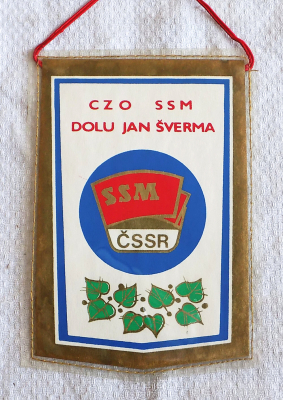 CZO SSM
DOLU JAN ŠVERMA
SSM
ČSSR